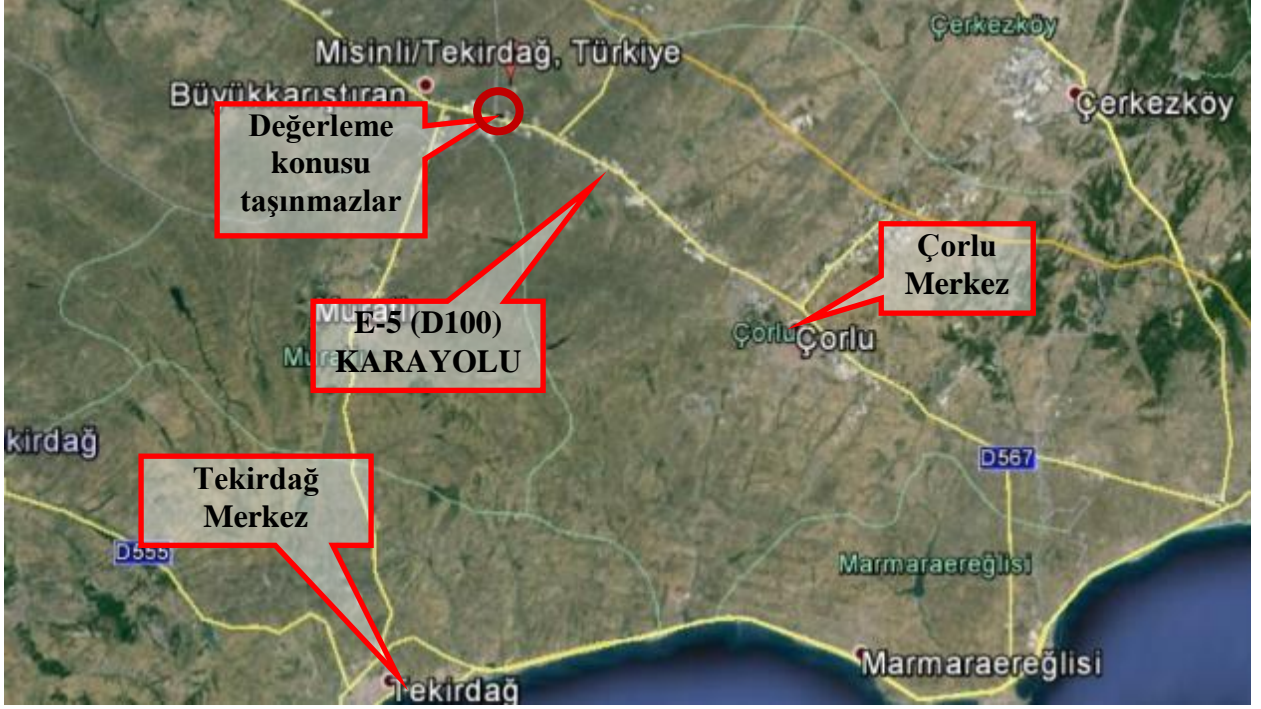 Çerkezköy
Misinli/Tekirdağ, Türkiye
Büyükkarıştıran
Çerkezköy
Değerleme
konusu
taşınmazlar
Çorlu
Merkez
Muratlı
E-5 (D100)
KARAYOLU
Çorlu
Çorlu
kirdağ
D567
Tekirdağ
Merkez
D555
Marmaraereğlisi
Marmaraereğlisi
Tekirdağ